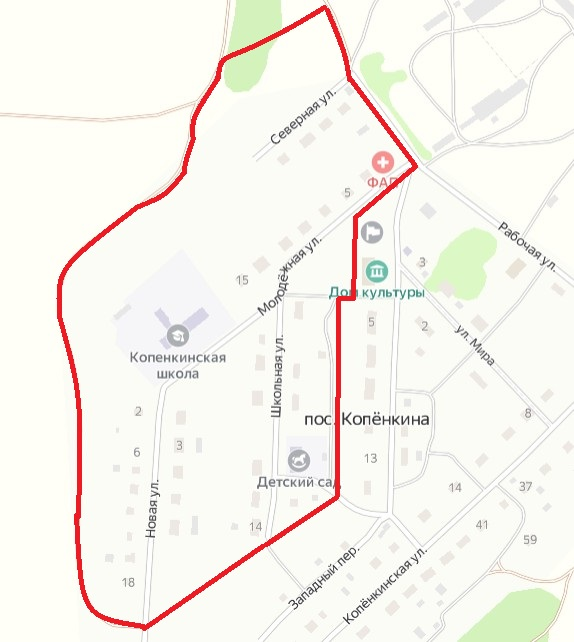 Северная ул.
ФАП
5
Рабочая ул.
Молодёжная ул.
3
15
Дом культуры
5
2
ул. Мира
Копенкинская
школа
Школьная ул.
2
пос. Копёнкина
8
6
3
13
Детский сад
14
37
Новая ул.
14
41
59
Западный пер.
18
Копёнкинская ул.